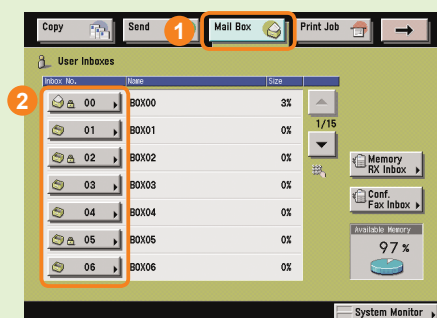 Copy Send 1 Mail Box Print Job
User Inboxes
Inbox No. Name Size
2
00 BOX00 3%
1/15
01 BOX01 0%
02 BOX02 0%
Memory
RX Inbox
03 BOX03 0%
Conf.
Fax Inbox
04 BOX04 0%
Available Memory
05 BOX05 0%
97 %
06 BOX06 0%
System Monitor